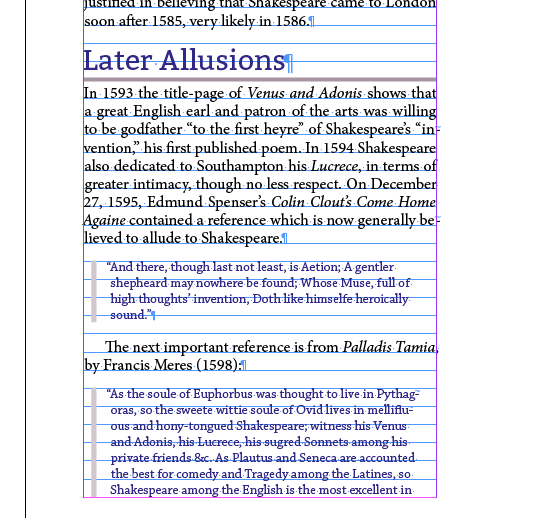 justified in believing that Shakespeare came to London
soon after 1585, very likely in 1586.¶
Later Allusions¶
In 1593 the title-page of Venus and Adonis shows that
a great English earl and patron of the arts was willing
to be godfather “to the first heyre” of Shakespeare’s “in-
vention,” his first published poem. In 1594 Shakespeare
also dedicated to Southampton his Lucrece, in terms of
greater intimacy, though no less respect. On December
27, 1595, Edmund Spenser’s Colin Clout’s Come Home
Againe contained a reference which is now generally be-
lieved to allude to Shakespeare.¶
“And there, though last not least, is Aetion; A gentler
shepheard may nowhere be found; Whose Muse, full of
high thoughts’ invention, Doth like himselfe heroically
sound.”¶
The next important reference is from Palladis Tamia,
by Francis Meres (1598):¶
“As the soule of Euphorbus was thought to live in Pythag-
oras, so the sweete wittie soule of Ovid lives in melliflu-
ous and hony-tongued Shakespeare; witness his Venus
and Adonis, his Lucrece, his sugred Sonnets among his
private friends &c. As Plautus and Seneca are accounted
the best for comedy and Tragedy among the Latines, so
Shakespeare among the English is the most excellent in